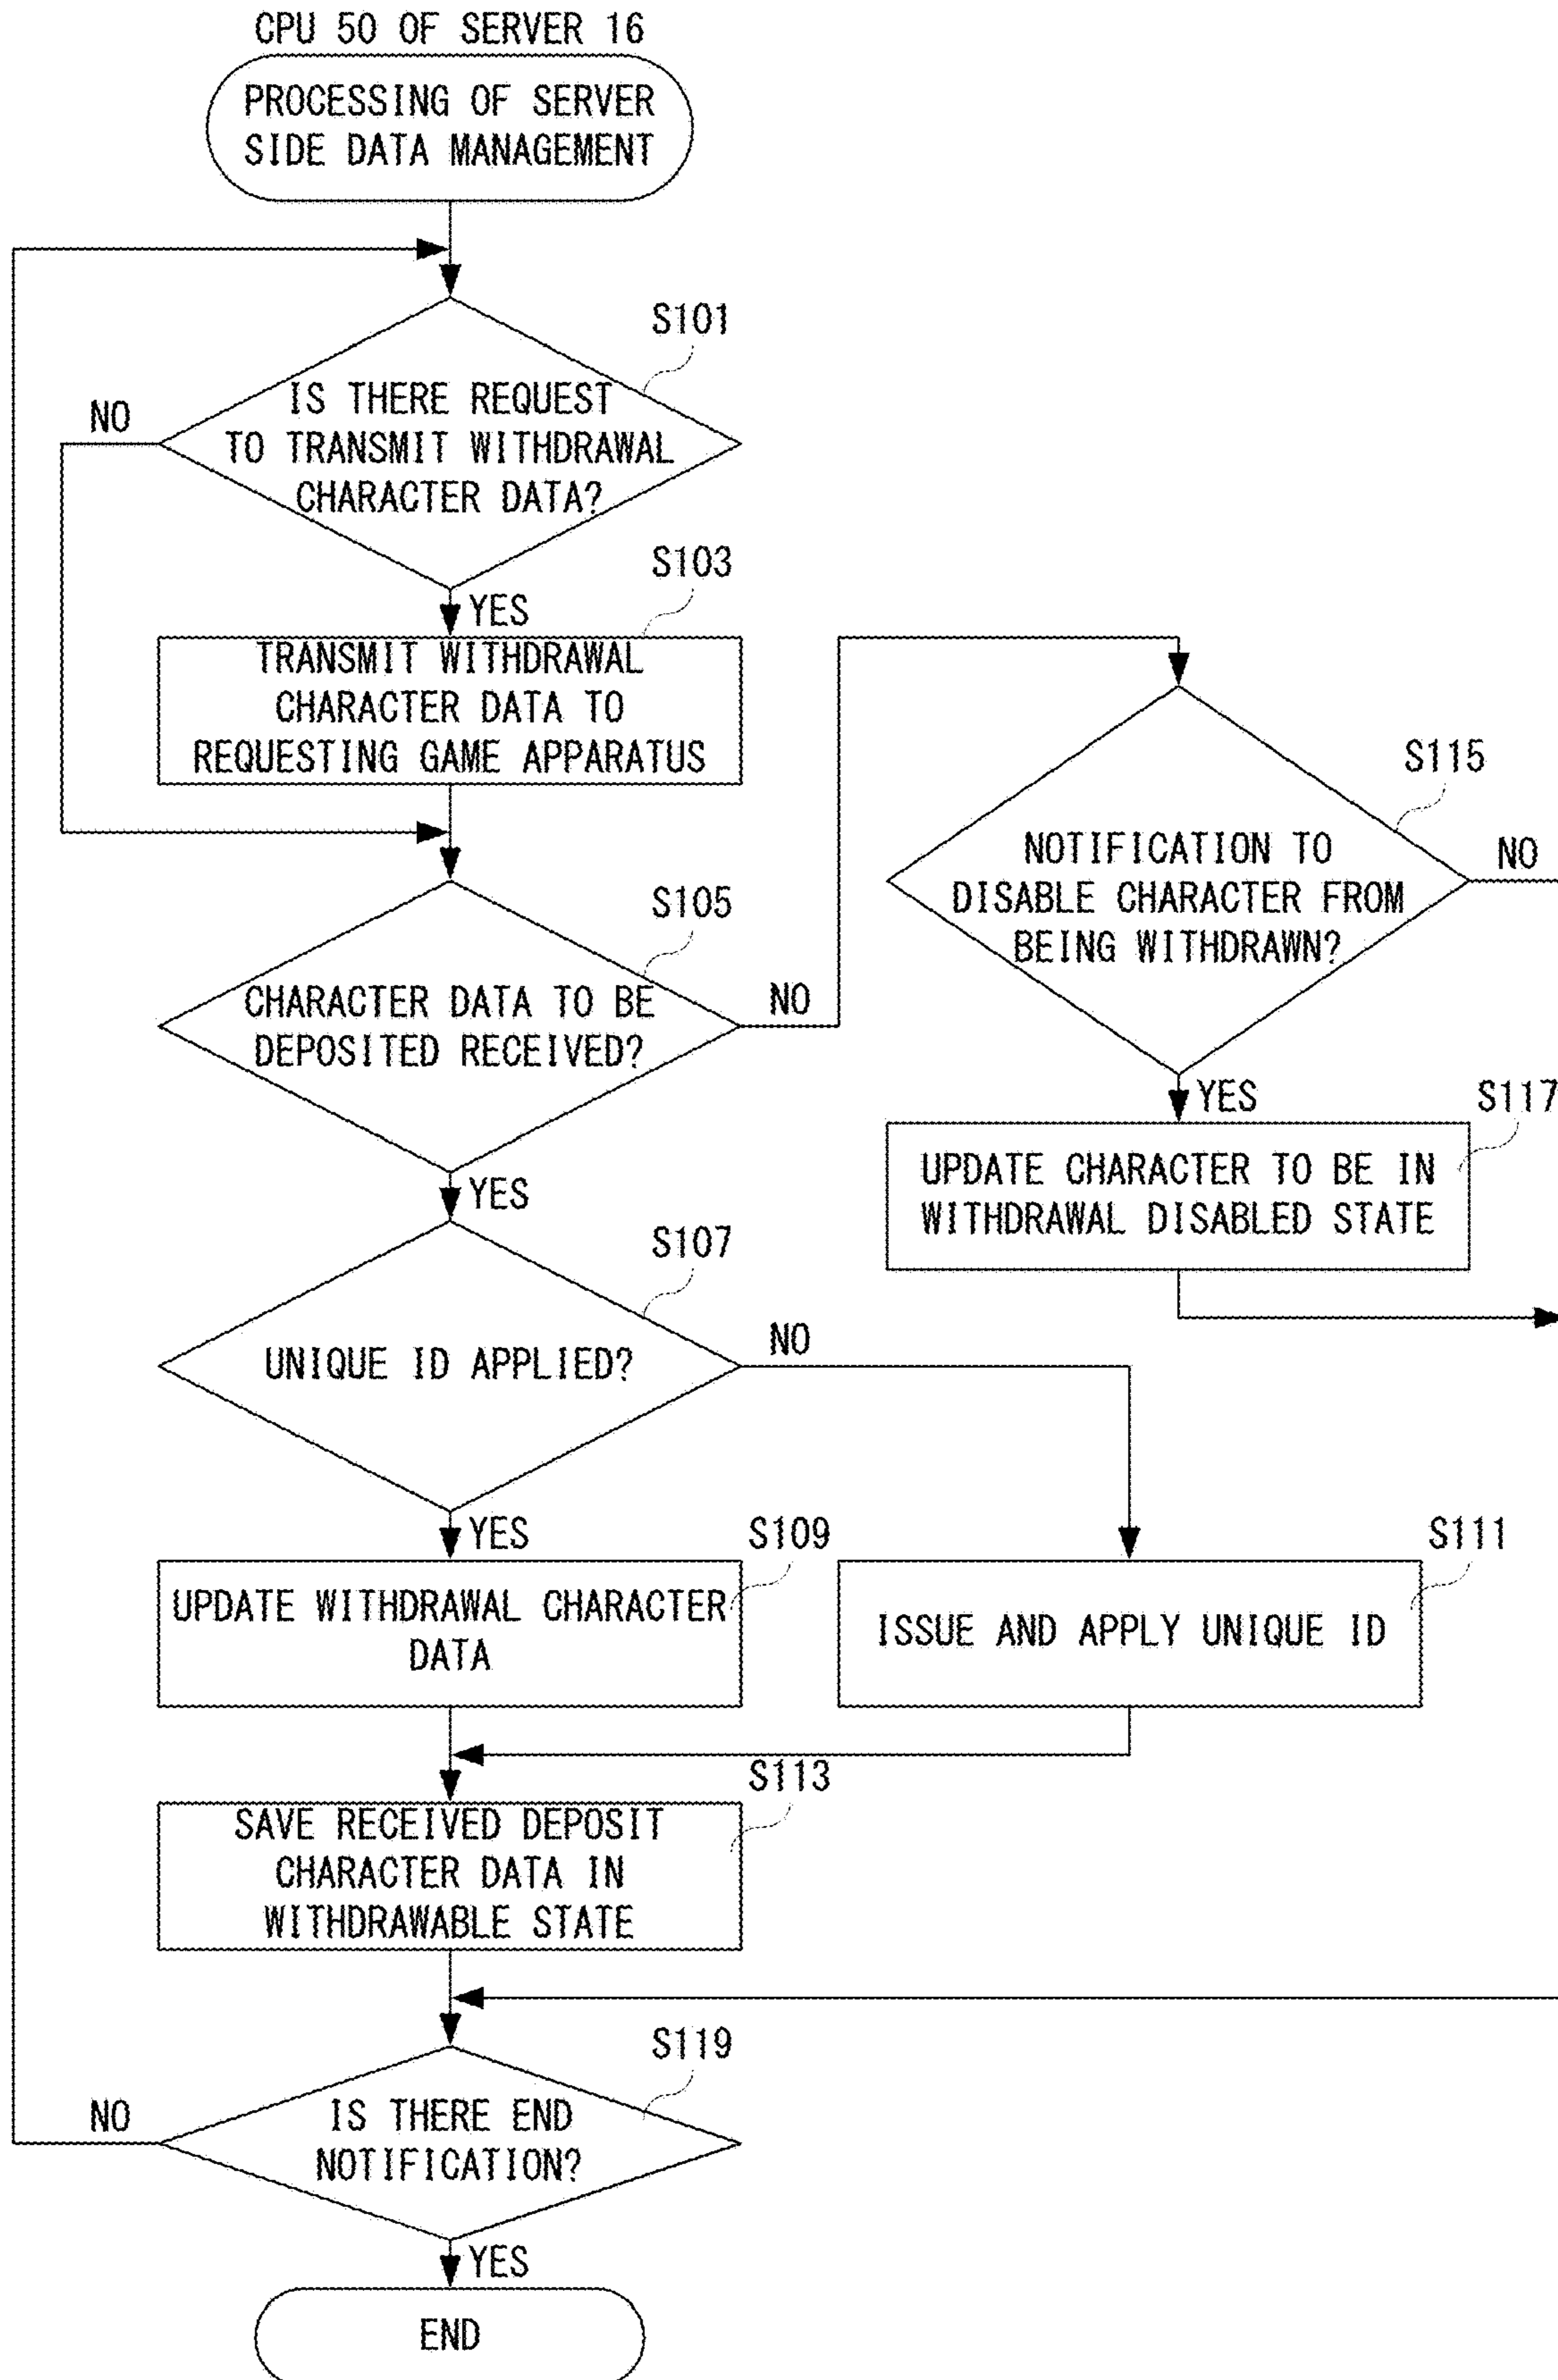 CPU 50 OF SERVER 16
PROCESSING OF SERVER
SIDE DATA MANAGEMENT
S101
IS THERE REQUEST
TO TRANSMIT WITHDRAWAL
CHARACTER DATA?
NO
YES
S103
TRANSMIT WITHDRAWAL
CHARACTER DATA TO
REQUESTING GAME APPARATUS
S105
CHARACTER DATA TO BE
DEPOSITED RECEIVED?
NO
YES
S115
NOTIFICATION TO
DISABLE CHARACTER FROM
BEING WITHDRAWN?
NO
YES
S117
UPDATE CHARACTER TO BE IN
WITHDRAWAL DISABLED STATE
S107
UNIQUE ID APPLIED?
NO
YES
S109
UPDATE WITHDRAWAL CHARACTER
DATA
S111
ISSUE AND APPLY UNIQUE ID
S113
SAVE RECEIVED DEPOSIT
CHARACTER DATA IN
WITHDRAWABLE STATE
S119
IS THERE END
NOTIFICATION?
NO
YES
END